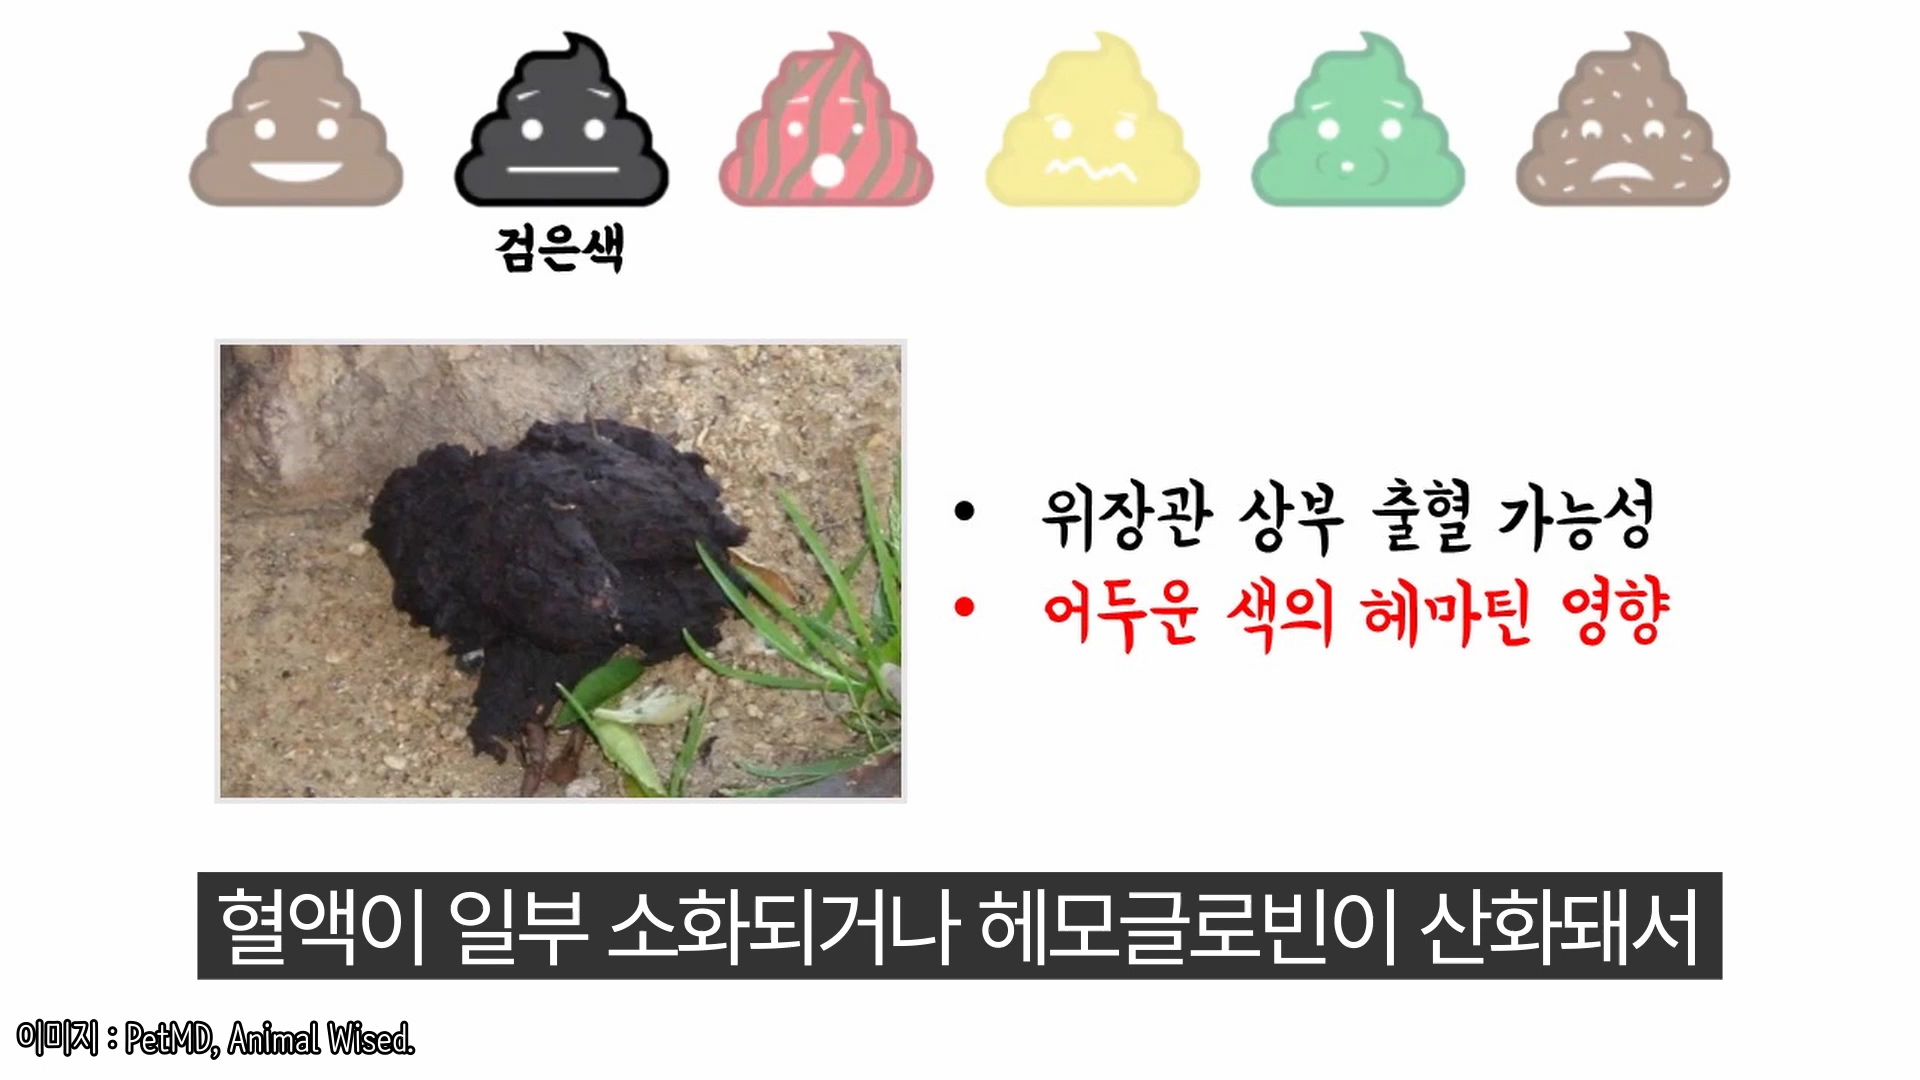 검은색
• 위장관 상부 출혈 가능성
• 어두운 색의 헤마틴 영향
혈액이 일부 소화되거나 헤모글로빈이 산화돼서
이미지 : PetMD, Animal Wised.